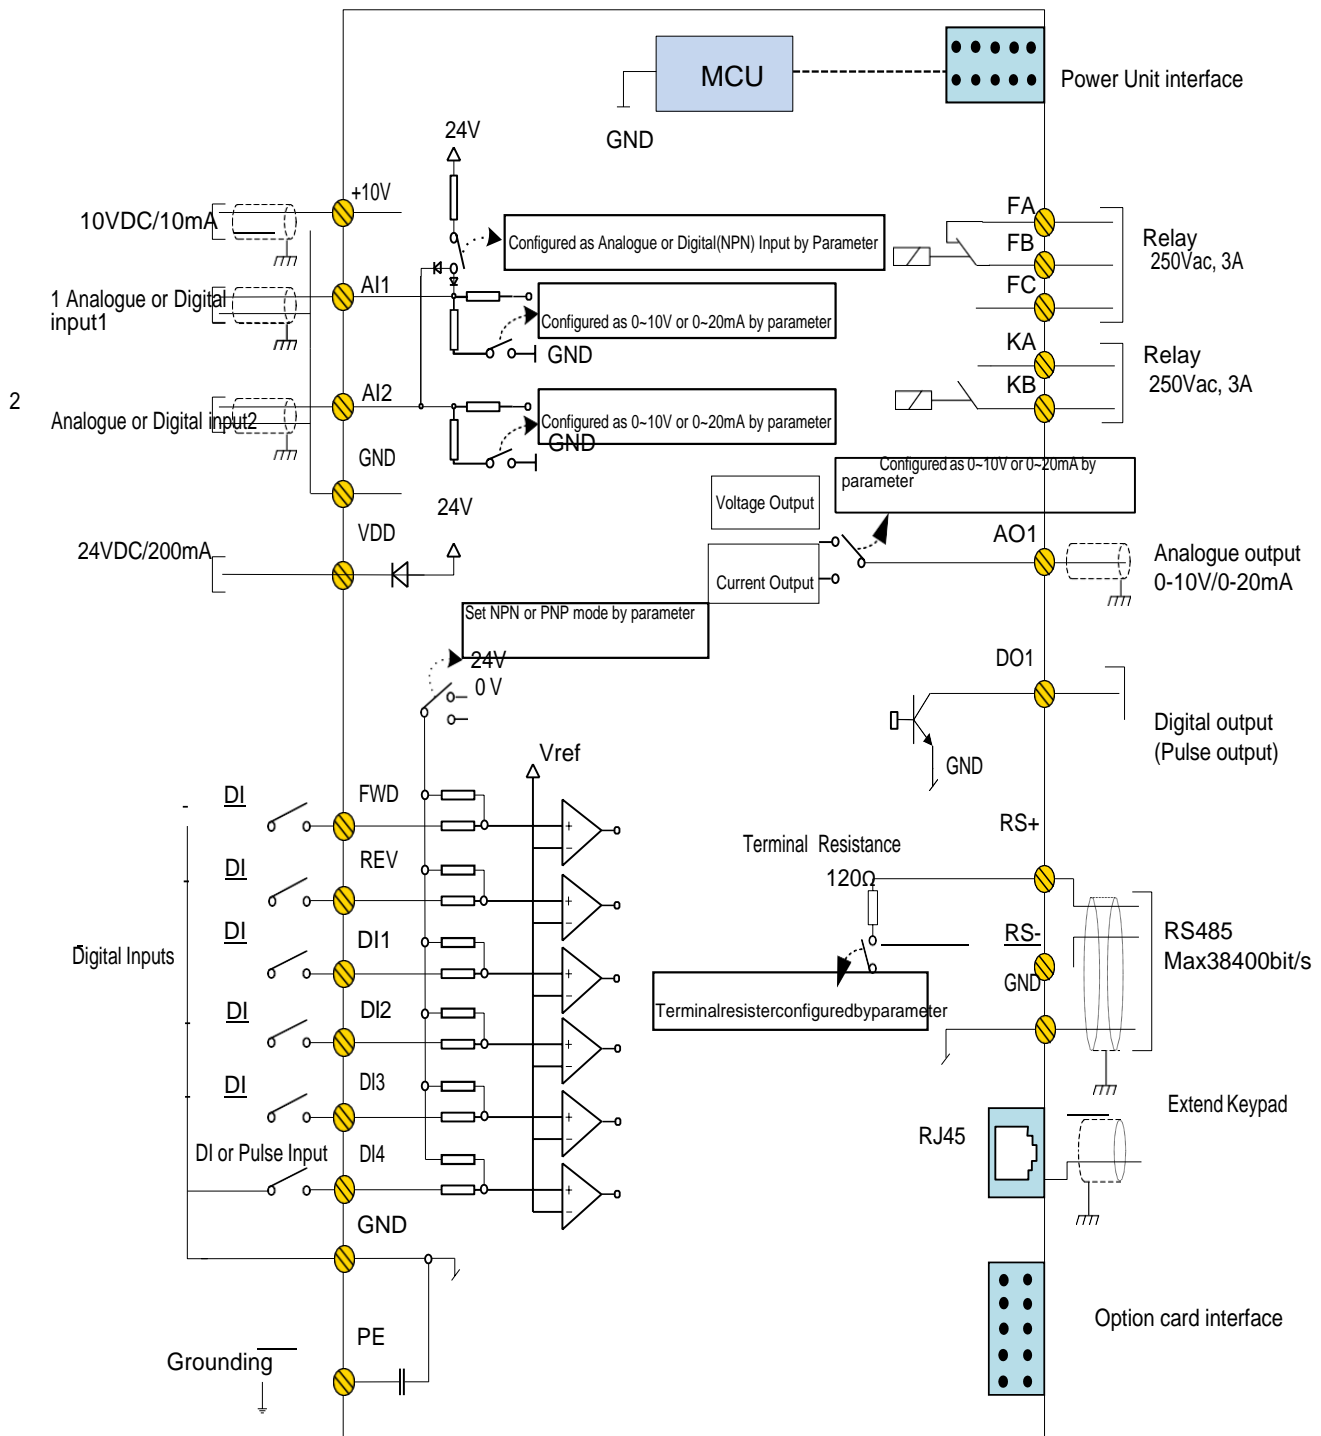 MCU
Power Unit interface
GND
24V
+10V
10VDC/10mA
Configured as Analogue or Digital(NPN) Input by Parameter
FA
FB
FC
Relay
250Vac, 3A
AI1
1 Analogue or Digital
input1
Configured as 0~10V or 0~20mA by parameter
GND
KA
KB
Relay
250Vac, 3A
2
AI2
Analogue or Digital input2
Configured as 0~10V or 0~20mA by parameter
GND
GND
Configured as 0~10V or 0~20mA by
parameter
Voltage Output
24V
VDD
24VDC/200mA
AO1
Analogue output
0-10V/0-20mA
Current Output
Set NPN or PNP mode by parameter
24V
0 V
DO1
Digital output
(Pulse output)
GND
Vref
DI
FWD
RS+
Terminal Resistance
120Ω
DI
REV
DI
DI1
Digital Inputs
RS-
GND
RS485
Max38400bit/s
Terminalresisterconfiguredbyparameter
DI
DI2
DI
DI3
Extend Keypad
RJ45
DI or Pulse Input
DI4
GND
Option card interface
PE
Grounding